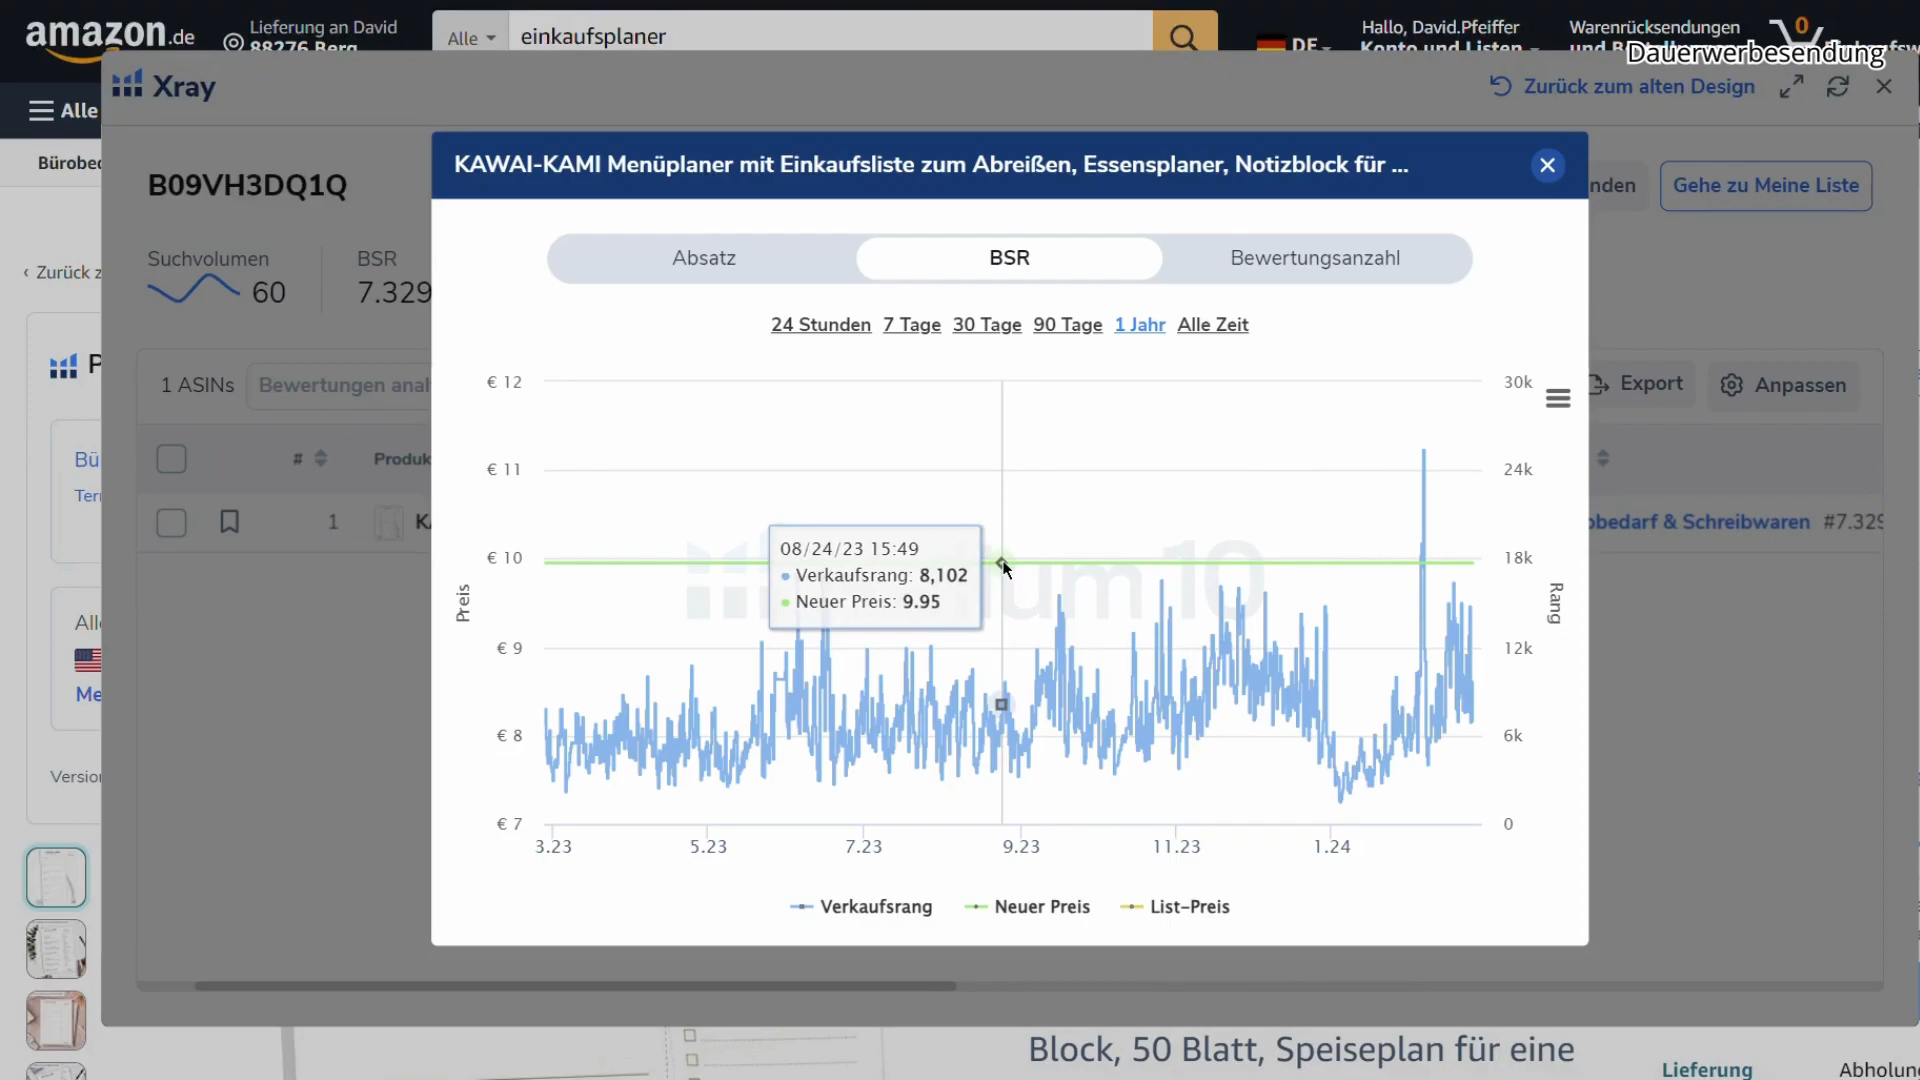 amazon.de
Lieferung an David
88276 Berg
Alle
einkaufsplaner
DE
Hallo, David.Pfeiffer
Konto und Listen
Warenrücksendungen
0
Dauerwerbesendung
Alle
Xray
Zurück zum alten Design
B09VH3DQ1Q
Gehe zu Meine Liste
KAWAI-KAMI Menüplaner mit Einkaufsliste zum Abreißen, Essensplaner, Notizblock für ...
Suchvolumen
60
BSR
7.329
Zurück z
Absatz
BSR
Bewertungsanzahl
24 Stunden 7 Tage 30 Tage 90 Tage 1 Jahr Alle Zeit
1 ASINs
Bewertungen anal
Export
Anpassen
#
Produk
1
obedarf & Schreibwaren #7.329
€ 12
€ 11
€ 10
€ 9
€ 8
€ 7
Preis
30k
24k
18k
12k
6k
0
Rang
08/24/23 15:49
Verkaufsrang: 8,102
Neuer Preis: 9.95
3.23 5.23 7.23 9.23 11.23 1.24
Verkaufsrang Neuer Preis List-Preis
Block, 50 Blatt, Speiseplan für eine
Lieferung
Abholun